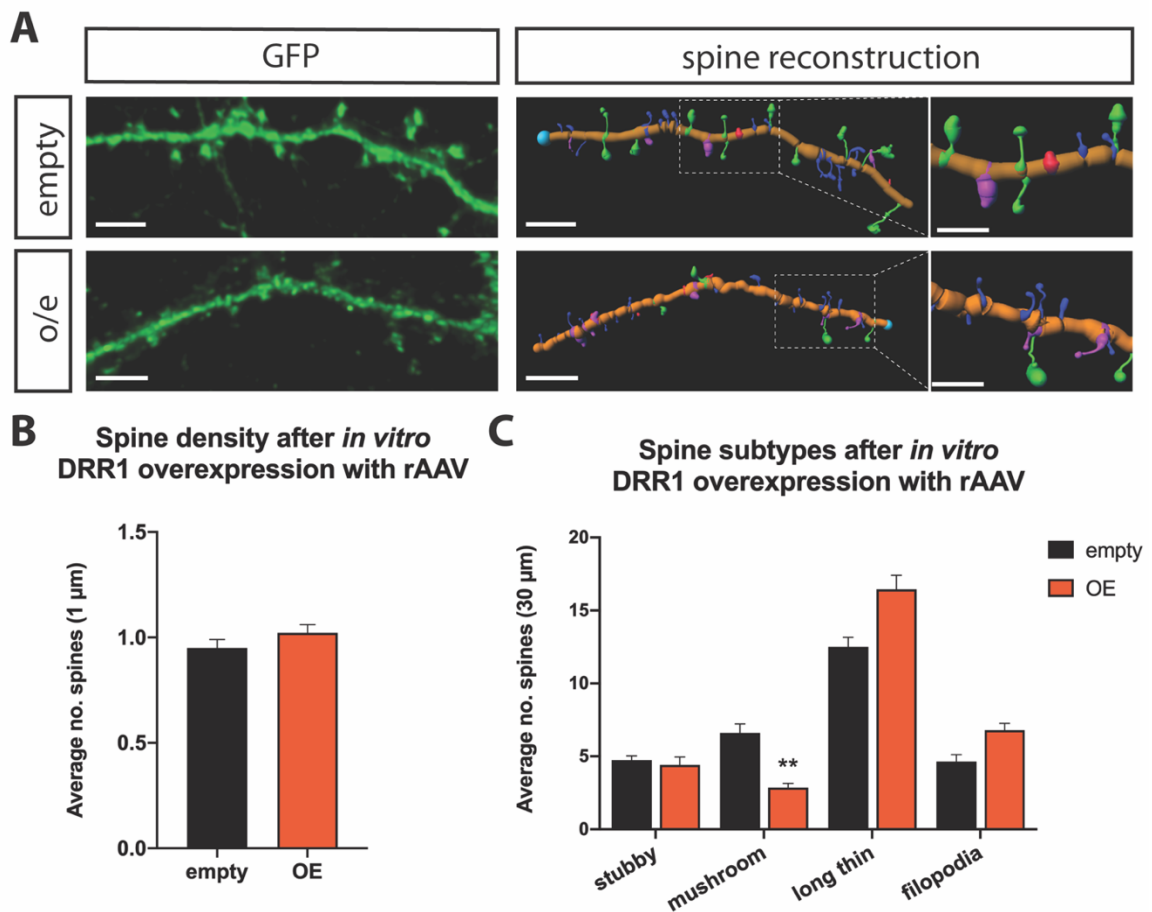 A
GFP
spine reconstruction
empty
o/e
B
Spine density after in vitro
DRR1 overexpression with rAAV
Average no. spines (1 µm)
1.5
1.0
0.5
0.0
empty
OE
C
Spine subtypes after in vitro
DRR1 overexpression with rAAV
Average no. spines (30 µm)
20
15
10
5
0
**
stubby
mushroom
long thin
filopodia
empty
OE